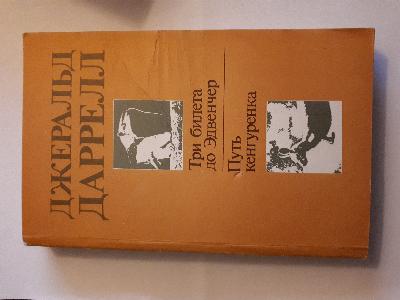 ДЖЕРАЛЬД
ДАРРЕЛЛ
Три билета
до Эдвенчер
Путь
кенгуренка